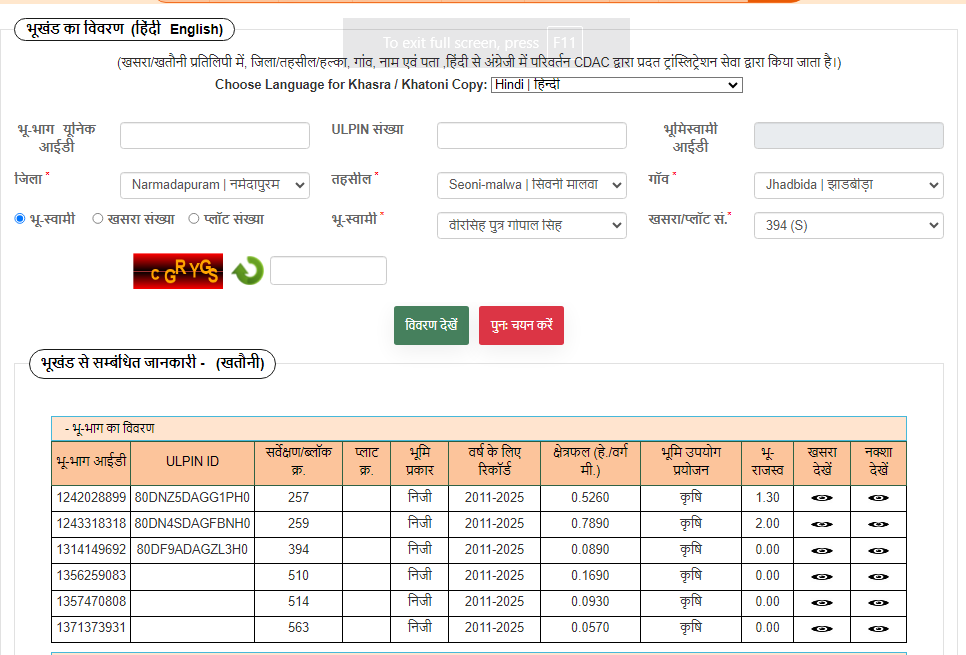 भूखंड का विवरण (हिंदी English)
To exit full screen, press F11
(खसरा/खतौनी प्रतिलिपी में, जिला/तहसील/हल्का, गांव, नाम एवं पता ,हिंदी से अंग्रेजी में परिवर्तन CDAC द्वारा प्रदत ट्रांस्लिट्रेशन सेवा द्वारा किया जाता है।)
Choose Language for Khasra / Khatoni Copy: Hindi | हिन्दी
भू-भाग यूनिक आईडी ULPIN संख्या भूमिस्वामी आईडी
जिला * Narmadapuram | नर्मदापुरम तहसील * Seoni-malwa | सिवनी मालवा गाँव * Jhadbida | झाडबीड़ा
भू-स्वामी खसरा संख्या प्लॉट संख्या भू-स्वामी * वीरसिंह पुत्र गोपाल सिंह खसरा/प्लॉट सं.* 394 (S)
C G R Y G S
विवरण देखें पुनः चयन करें
भूखंड से सम्बंधित जानकारी - (खतौनी)
- भू-भाग का विवरण
भू-भाग आईडी ULPIN ID सर्वेक्षण/ब्लॉक क्र. प्लाट क्र. भूमि प्रकार वर्ष के लिए रिकॉर्ड क्षेत्रफल (हे./वर्ग मी.) भूमि उपयोग प्रयोजन भू-राजस्व खसरा देखें नक्शा देखें
1242028899 80DNZ5DAGG1PH0 257 निजी 2011-2025 0.5260 कृषि 1.30
1243318318 80DN4SDAGFBNH0 259 निजी 2011-2025 0.7890 कृषि 2.00
1314149692 80DF9ADAGZL3H0 394 निजी 2011-2025 0.0890 कृषि 0.00
1356259083 510 निजी 2011-2025 0.1690 कृषि 0.00
1357470808 514 निजी 2011-2025 0.0930 कृषि 0.00
1371373931 563 निजी 2011-2025 0.0570 कृषि 0.00